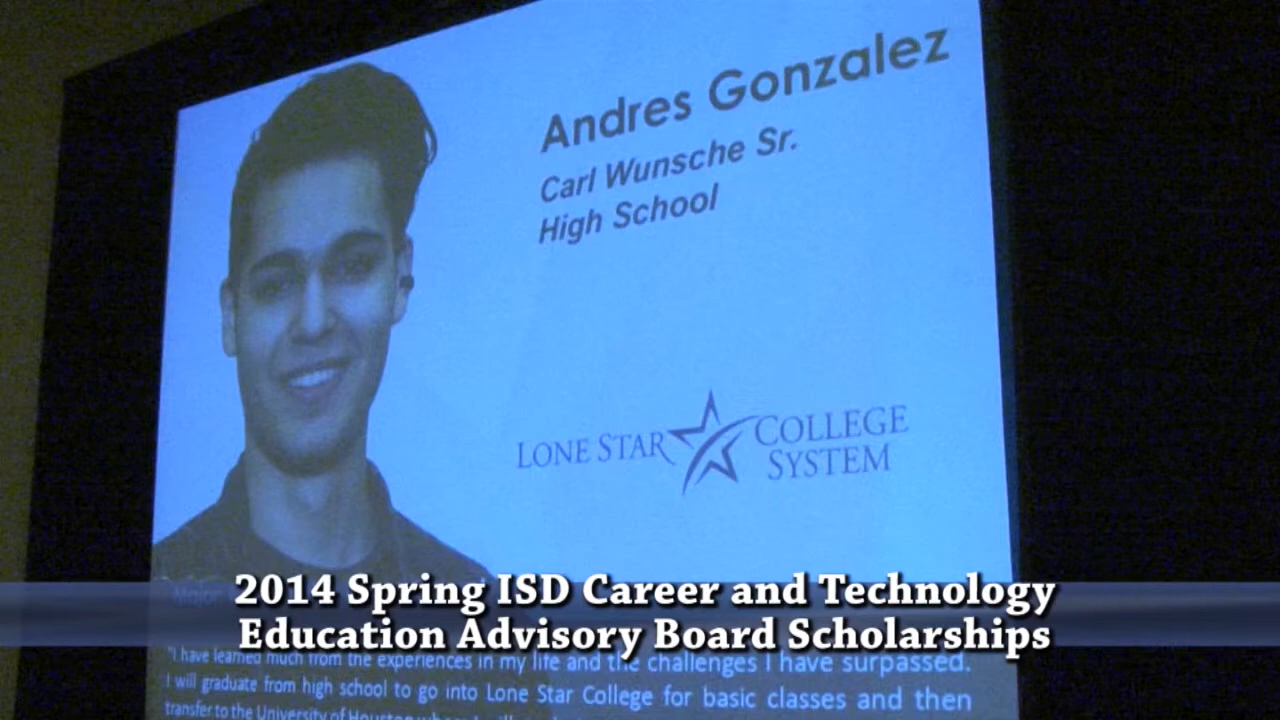 Andres Gonzalez
Carl Wunsche Sr.
High School
LONE STAR COLLEGE
SYSTEM
Major
2014 Spring ISD Career and Technology
Education Advisory Board Scholarships
"I have learned much from the experiences in my life and the challenges I have surpassed.
I will graduate from high school to go into Lone Star College for basic classes and then
transfer to the University of Houston where I will